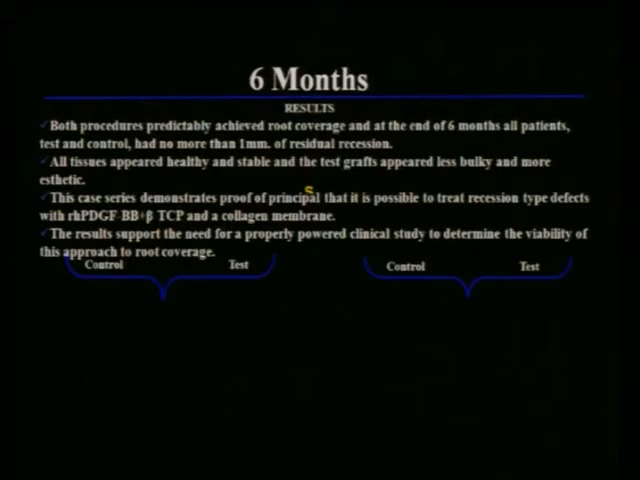 6 Months
RESULTS
✓Both procedures predictably achieved root coverage and at the end of 6 months all patients,
test and control, had no more than 1mm. of residual recession.
✓All tissues appeared healthy and stable and the test grafts appeared less bulky and more
esthetic.
s
✓This case series demonstrates proof of principal that it is possible to treat recession type defects
with rhPDGF-BB+β TCP and a collagen membrane.
✓The results support the need for a properly powered clinical study to determine the viability of
this approach to root coverage.
Control Test Control Test